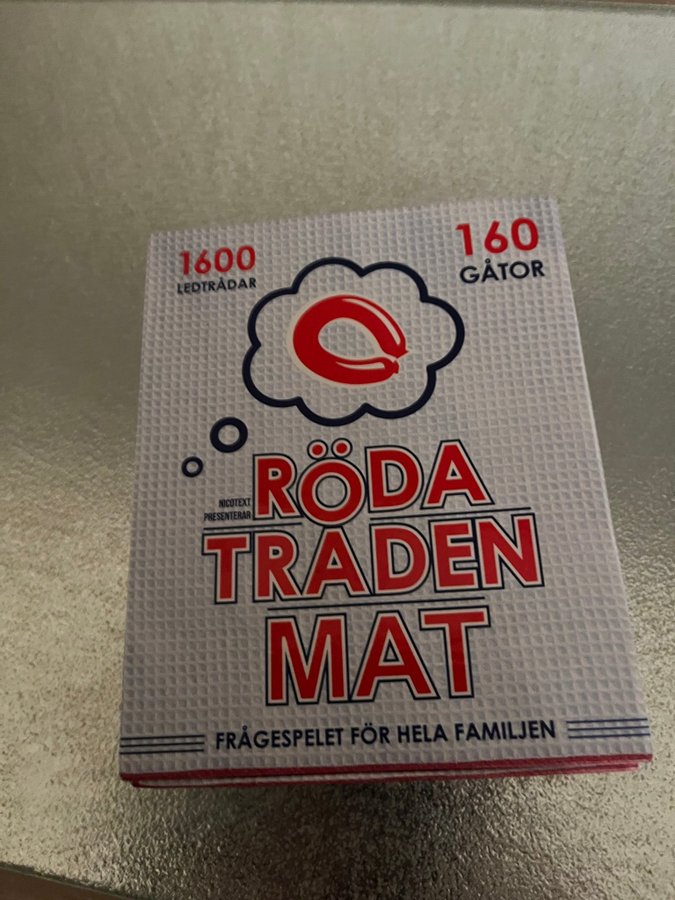 1600
LEDTRÅDAR
160
GÅTOR
NICOTEXT
PRESENTERAR
RÖDA
TRÅDEN
MAT
FRÅGESPELET FÖR HELA FAMILJEN